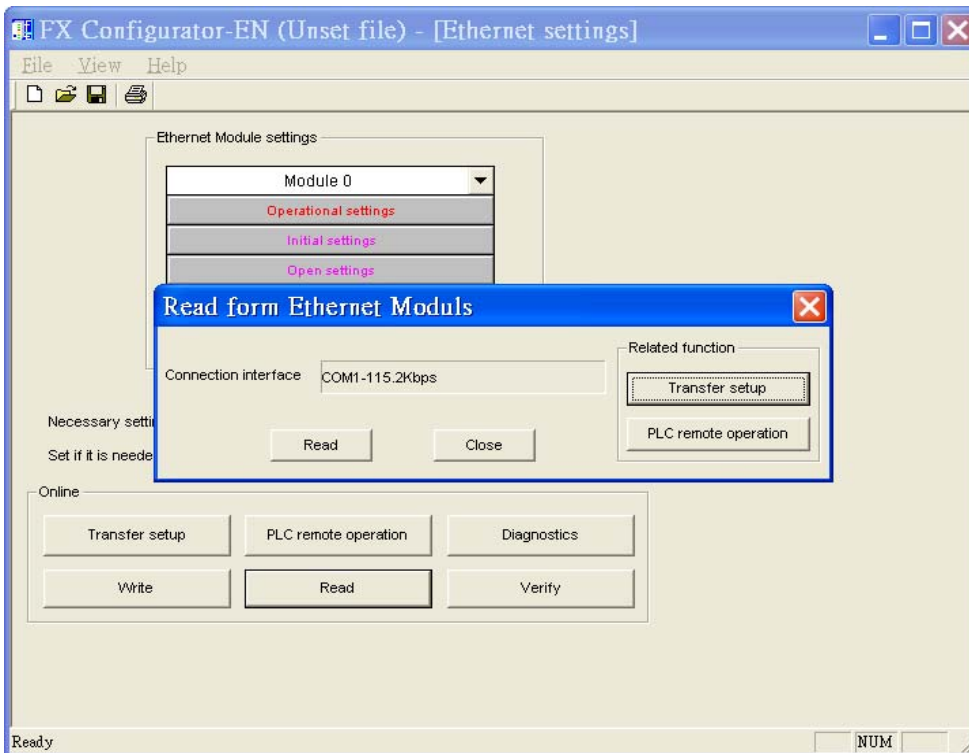 FX Configurator-EN (Unset file) - [Ethernet settings]
File View Help
Ethernet Module settings
Module 0
Operational settings
Initial settings
Open settings
Read form Ethernet Moduls
Related function
Connection interface COM1-115.2Kbps
Transfer setup
Read Close
PLC remote operation
Necessary setti
Set if it is neede
Online
Transfer setup PLC remote operation Diagnostics
Write Read Verify
Ready NUM